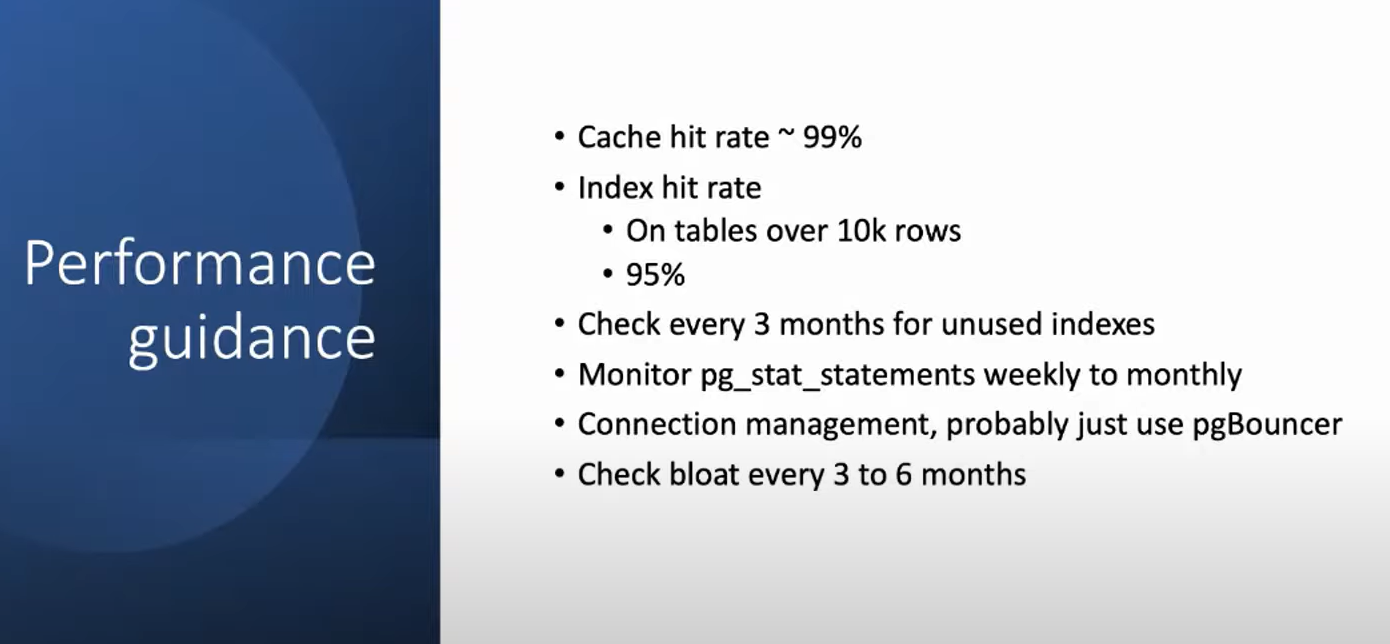 Performance
guidance
• Cache hit rate ~ 99%
• Index hit rate
• On tables over 10k rows
• 95%
• Check every 3 months for unused indexes
• Monitor pg_stat_statements weekly to monthly
• Connection management, probably just use pgBouncer
• Check bloat every 3 to 6 months